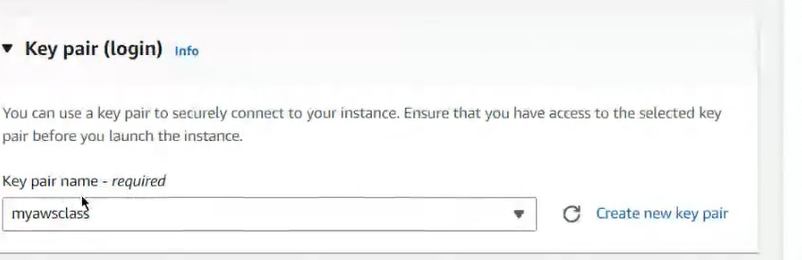 Key pair (login) Info
You can use a key pair to securely connect to your instance. Ensure that you have access to the selected key
pair before you launch the instance.
Key pair name - required
myawsclass
Create new key pair